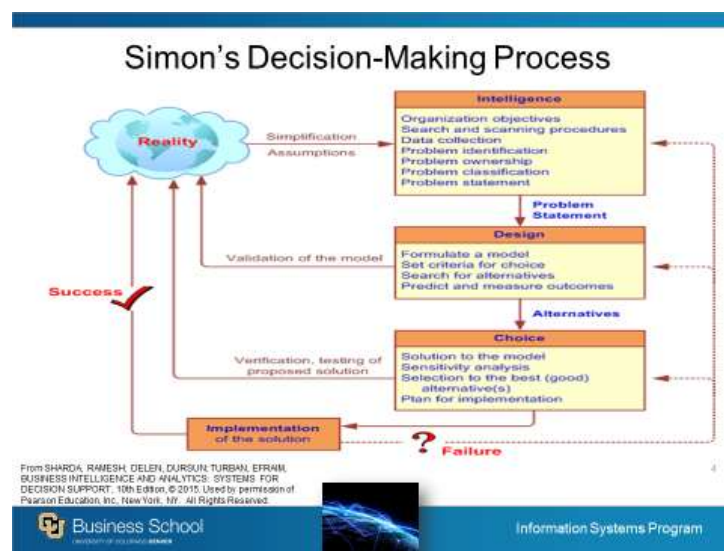 Simon's Decision-Making Process
Reality
Simplification
Assumptions
Intelligence
Organization objectives
Search and scanning procedures
Data collection
Problem identification
Problem ownership
Problem classification
Problem statement
Problem
Statement
Validation of the model
Design
Formulate a model
Set criteria for choice
Search for alternatives
Predict and measure outcomes
Success
Alternatives
Verification, testing of
proposed solution
Choice
Solution to the model
Sensitivity analysis
Selection to the best (good)
alternative(s)
Plan for implementation
Implementation
of the solution
?
Failure
From SHARDA, RAMESH; DELEN, DURSUN; TURBAN, EFRAIM,
BUSINESS INTELLIGENCE AND ANALYTICS: SYSTEMS FOR
DECISION SUPPORT, 10th Edition, © 2015. Used by permission of
Pearson Education, Inc, New York, NY. All Rights Reserved.
4
Business School
UNIVERSITY OF COLORADO DENVER
Information Systems Program